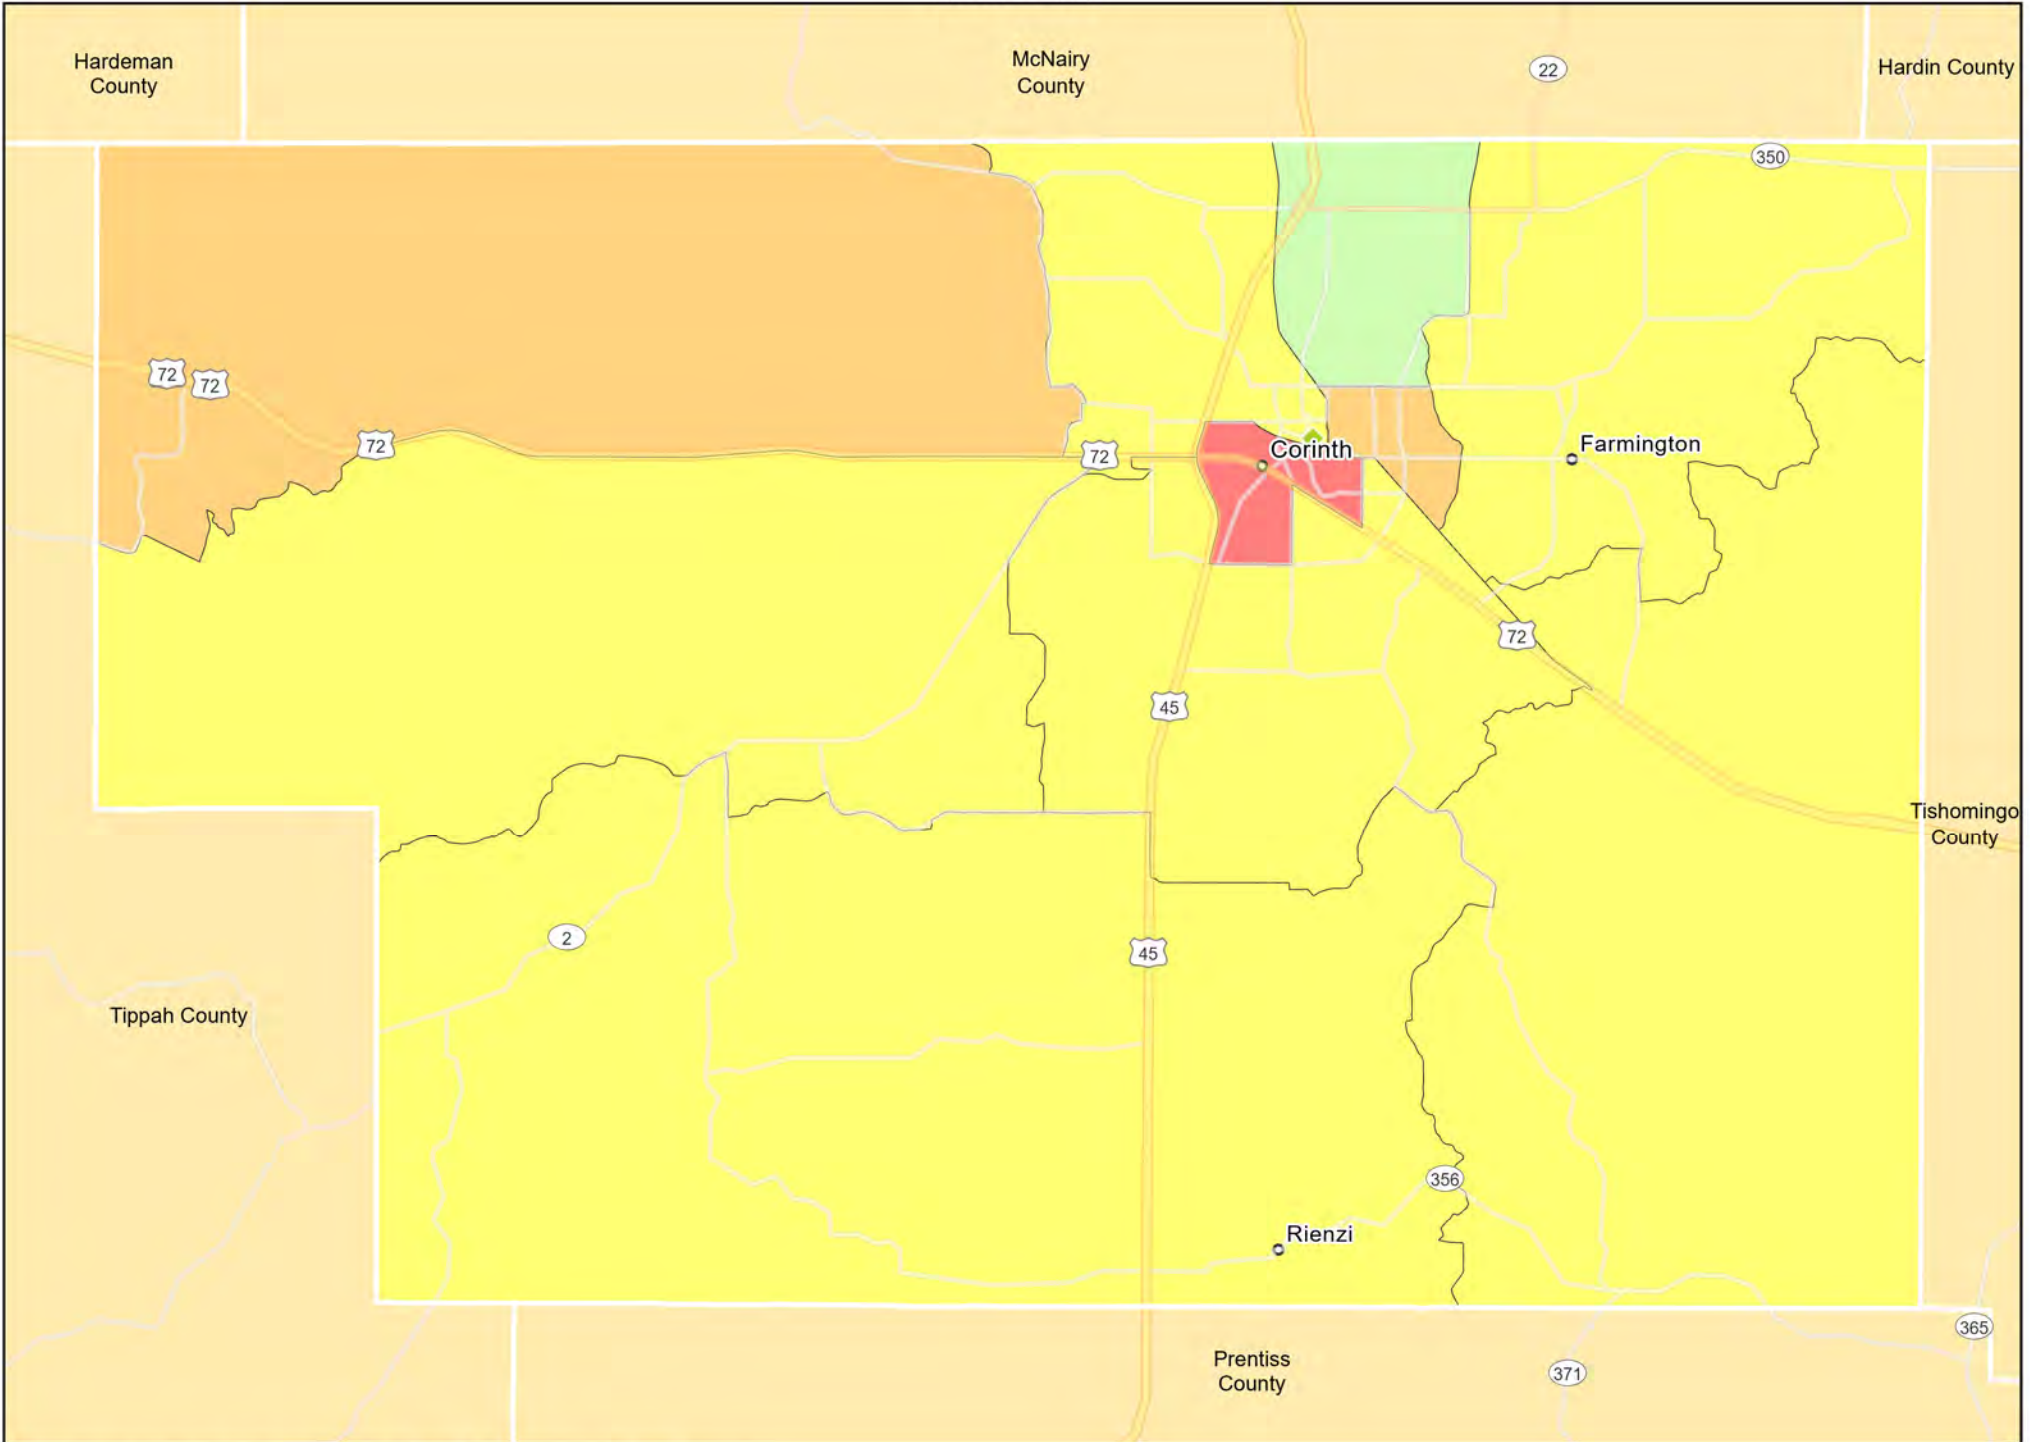 Hardeman
County
McNairy
County
22
Hardin County
350
72
72
72
72
Corinth
Farmington
72
45
Tishomingo
County
2
45
Tippah County
356
Rienzi
365
Prentiss
County
371